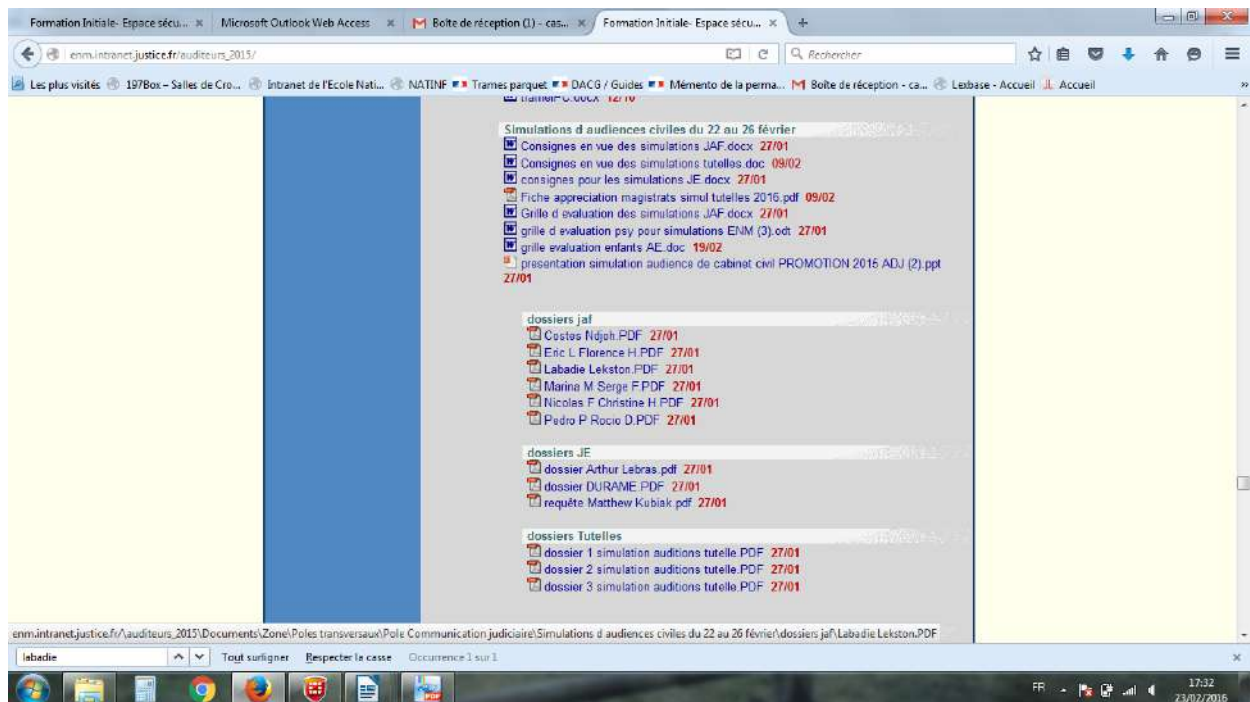 Formation Initiale- Espace sécu...
Microsoft Outlook Web Access
Boîte de réception (1) - cas...
Formation Initiale- Espace sécu...
enm.intranet.justice.fr/auditeurs_2015/
Rechercher
Les plus visités
197Box – Salles de Cro...
Intranet de l'Ecole Nati...
NATINF
Trames parquet
DACG / Guides
Mémento de la perma...
Boîte de réception - ca...
Lexbase - Accueil
Accueil
12/10
Simulations d audiences civiles du 22 au 26 février
Consignes en vue des simulations JAF.docx 27/01
Consignes en vue des simulations tutelles.doc 09/02
consignes pour les simulations JE.docx 27/01
Fiche appreciation magistrats simul tutelles 2016.pdf 09/02
Grille d evaluation des simulations JAF.docx 27/01
grille d evaluation psy pour simulations ENM (3).odt 27/01
grille evaluation enfants AE.doc 19/02
presentation simulation audience de cabinet civil PROMOTION 2015 ADJ (2).ppt
27/01
dossiers jaf
Costes Ndjoh.PDF 27/01
Eric L Florence H.PDF 27/01
Labadie Lekston.PDF 27/01
Marina M Serge F.PDF 27/01
Nicolas F Christine H.PDF 27/01
Pedro P Rocio D.PDF 27/01
dossiers JE
dossier Arthur Lebras.pdf 27/01
dossier DURAME.PDF 27/01
requête Matthew Kubiak.pdf 27/01
dossiers Tutelles
dossier 1 simulation auditions tutelle.PDF 27/01
dossier 2 simulation auditions tutelle.PDF 27/01
dossier 3 simulation auditions tutelle.PDF 27/01
enm.intranet.justice.fr/\auditeurs_2015\Documents\Zone\Poles transversaux\Pole Communication judiciaire\Simulations d audiences civiles du 22 au 26 février\dossiers jaf\Labadie Lekston.PDF
labadie
Tout surligner
Respecter la casse
Occurrence 1 sur 1
FR
17:32
23/02/2016